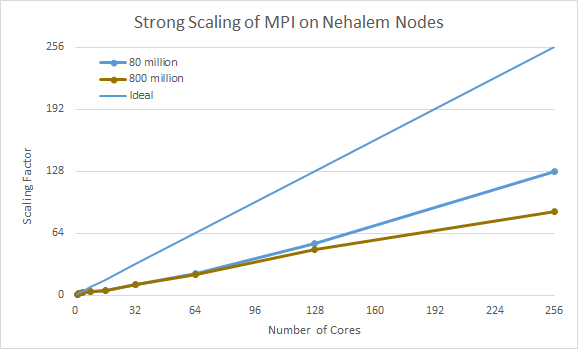 Strong Scaling of MPI on Nehalem Nodes
256
192
128
64
0
Scaling Factor
80 million
800 million
Ideal
0 32 64 96 128 160 192 224 256
Number of Cores